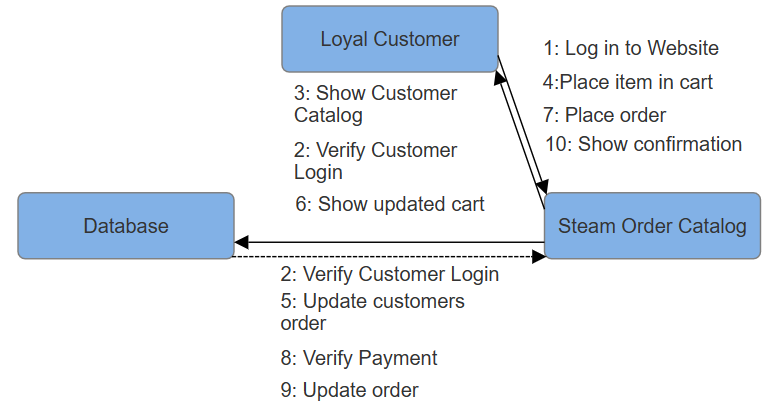 Loyal Customer
1: Log in to Website
4:Place item in cart
7: Place order
10: Show confirmation
3: Show Customer
Catalog
2: Verify Customer
Login
6: Show updated cart
Database
Steam Order Catalog
2: Verify Customer Login
5: Update customers
order
8: Verify Payment
9: Update order